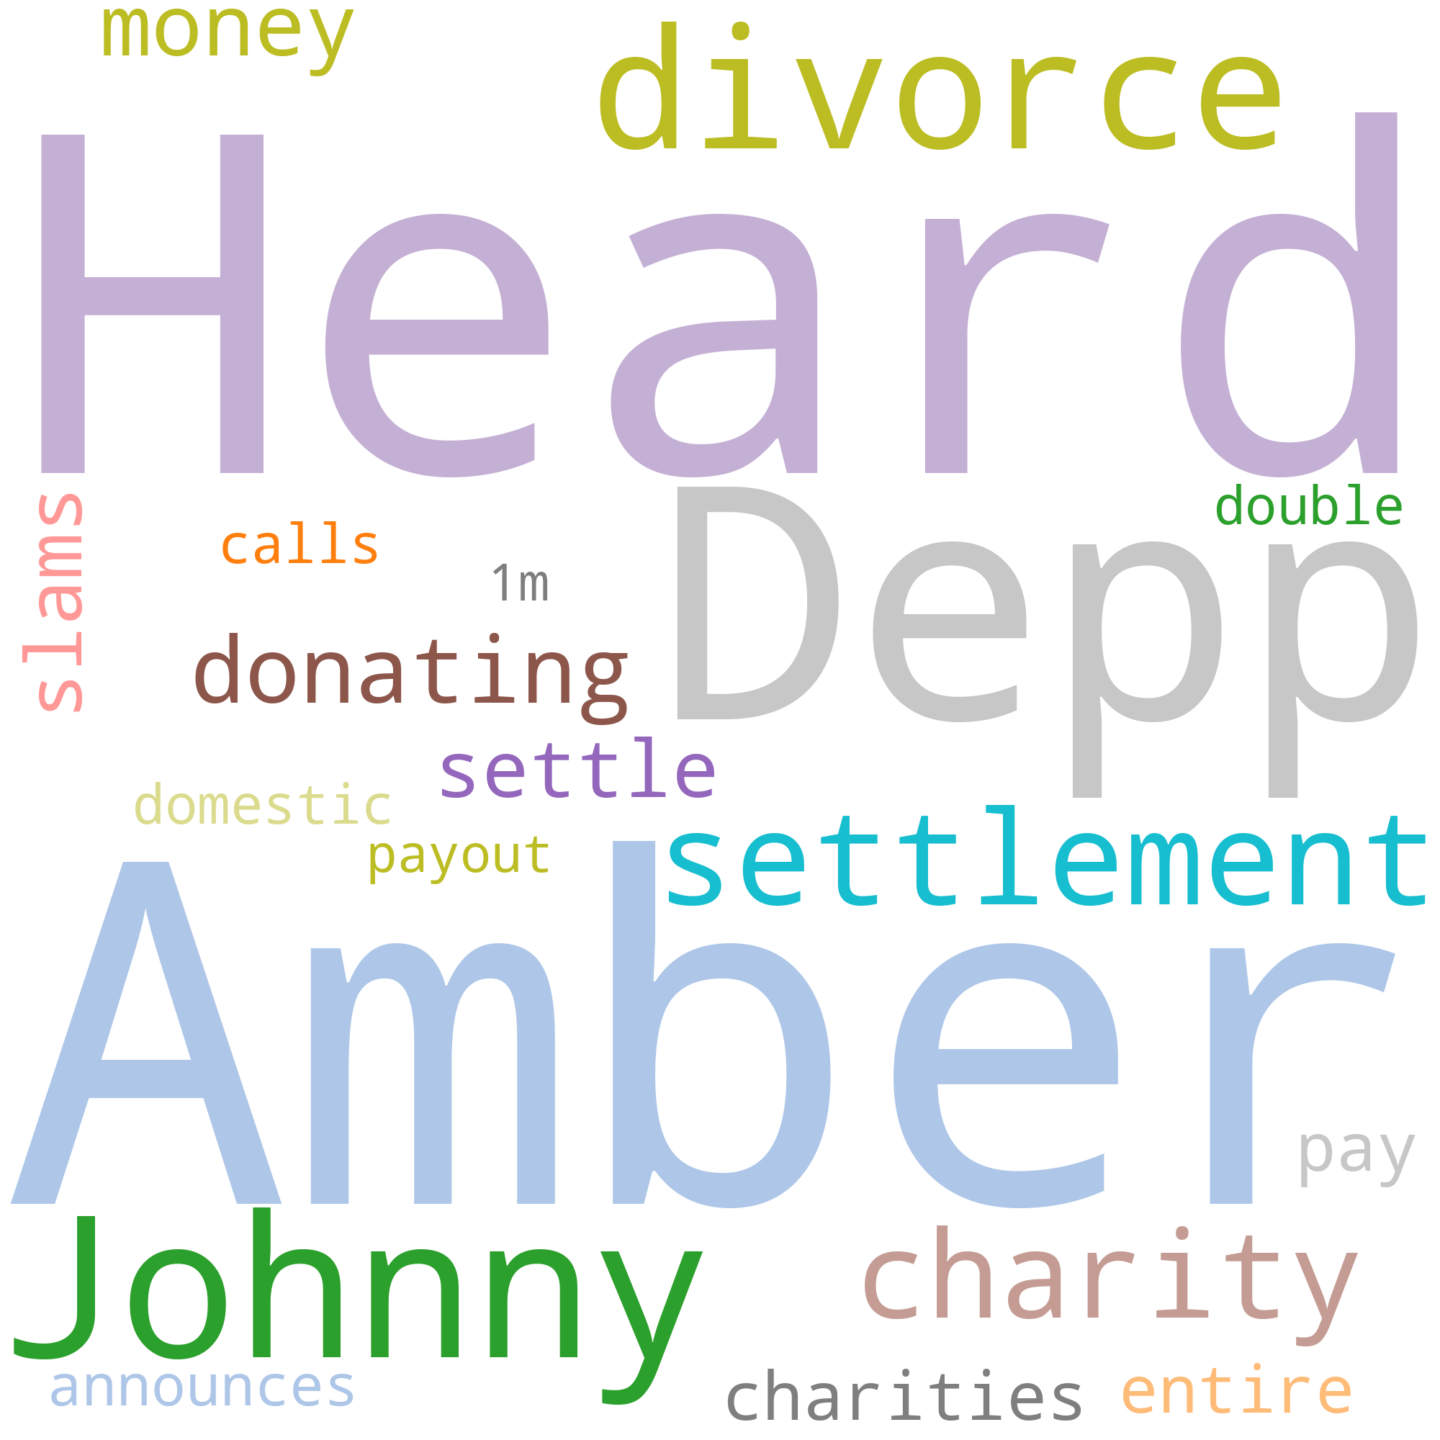 money
divorce
Heard
slams
calls
1m
double
Depp
donating
settle
domestic
payout
settlement
Amber
pay
Johnny
charity
announces
charities
entire